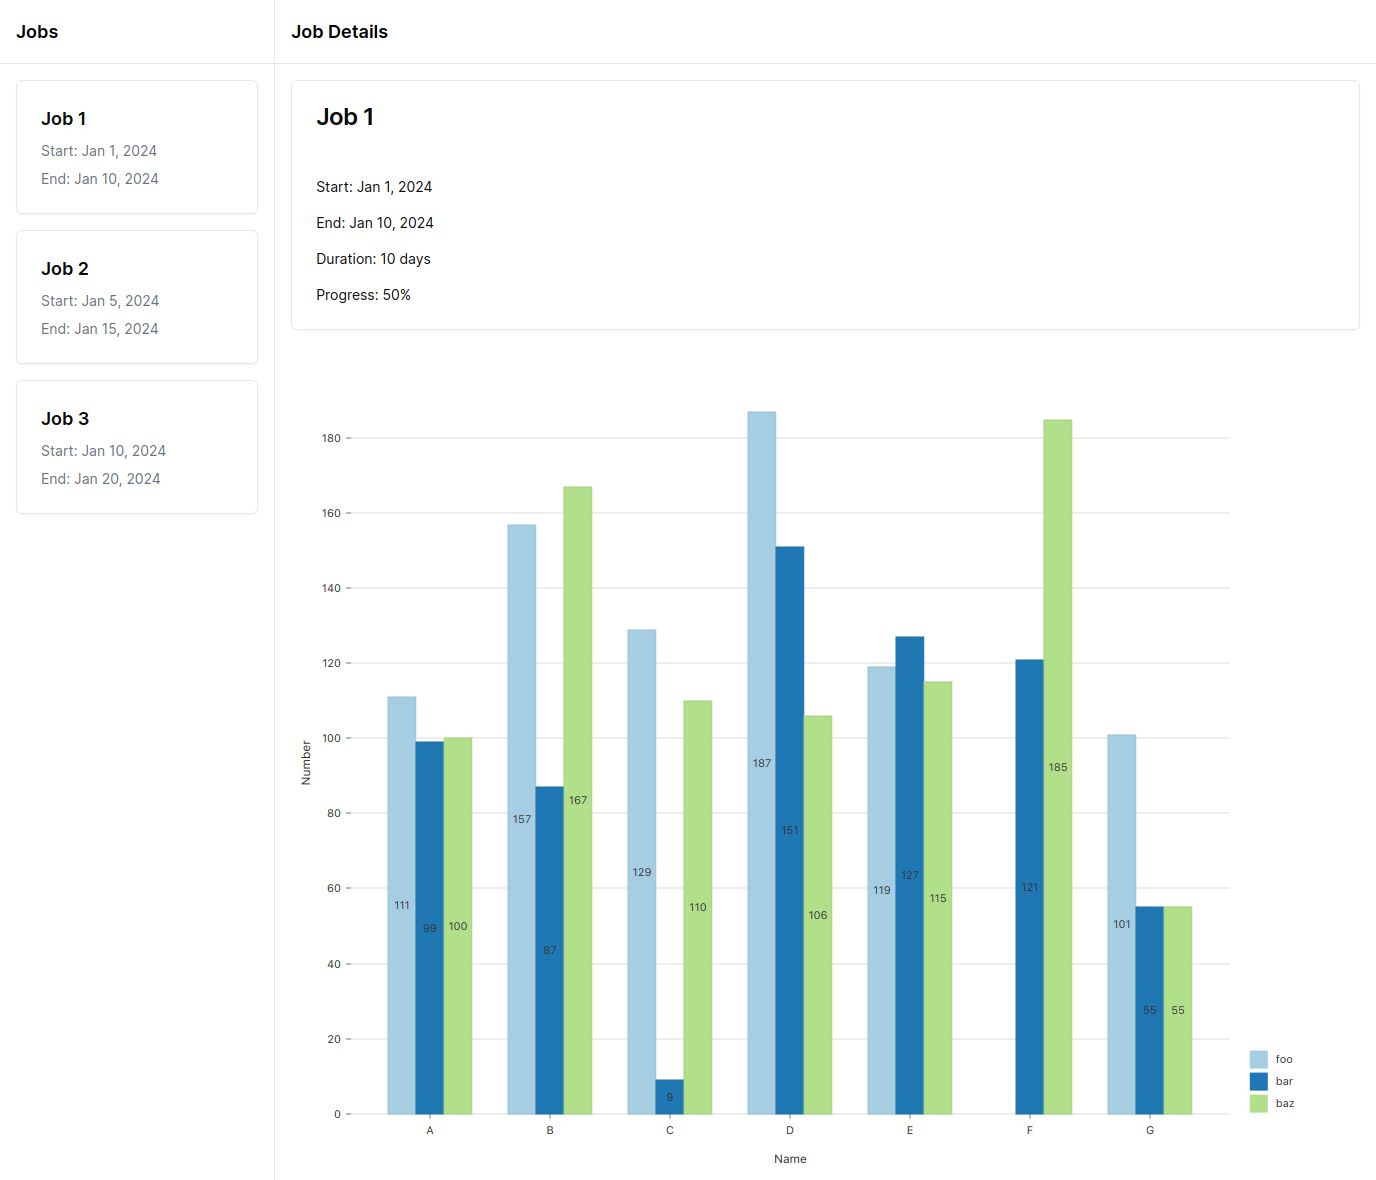 Jobs
Job 1
Start: Jan 1, 2024
End: Jan 10, 2024
Job 2
Start: Jan 5, 2024
End: Jan 15, 2024
Job 3
Start: Jan 10, 2024
End: Jan 20, 2024
Job Details
Job 1
Start: Jan 1, 2024
End: Jan 10, 2024
Duration: 10 days
Progress: 50%
Number
180
160
140
120
100
80
60
40
20
0
111
99
100
157
87
167
129
9
110
187
151
106
119
127
115
121
185
101
55
55
A
B
C
D
E
F
G
Name
foo
bar
baz